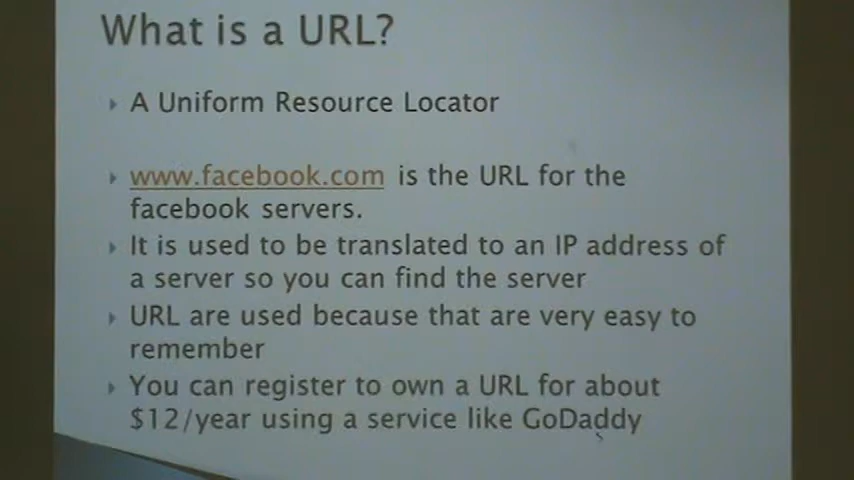 What is a URL?
A Uniform Resource Locator
www.facebook.com is the URL for the
facebook servers.
It is used to be translated to an IP address of
a server so you can find the server
URL are used because that are very easy to
remember
You can register to own a URL for about
$12/year using a service like GoDaddy